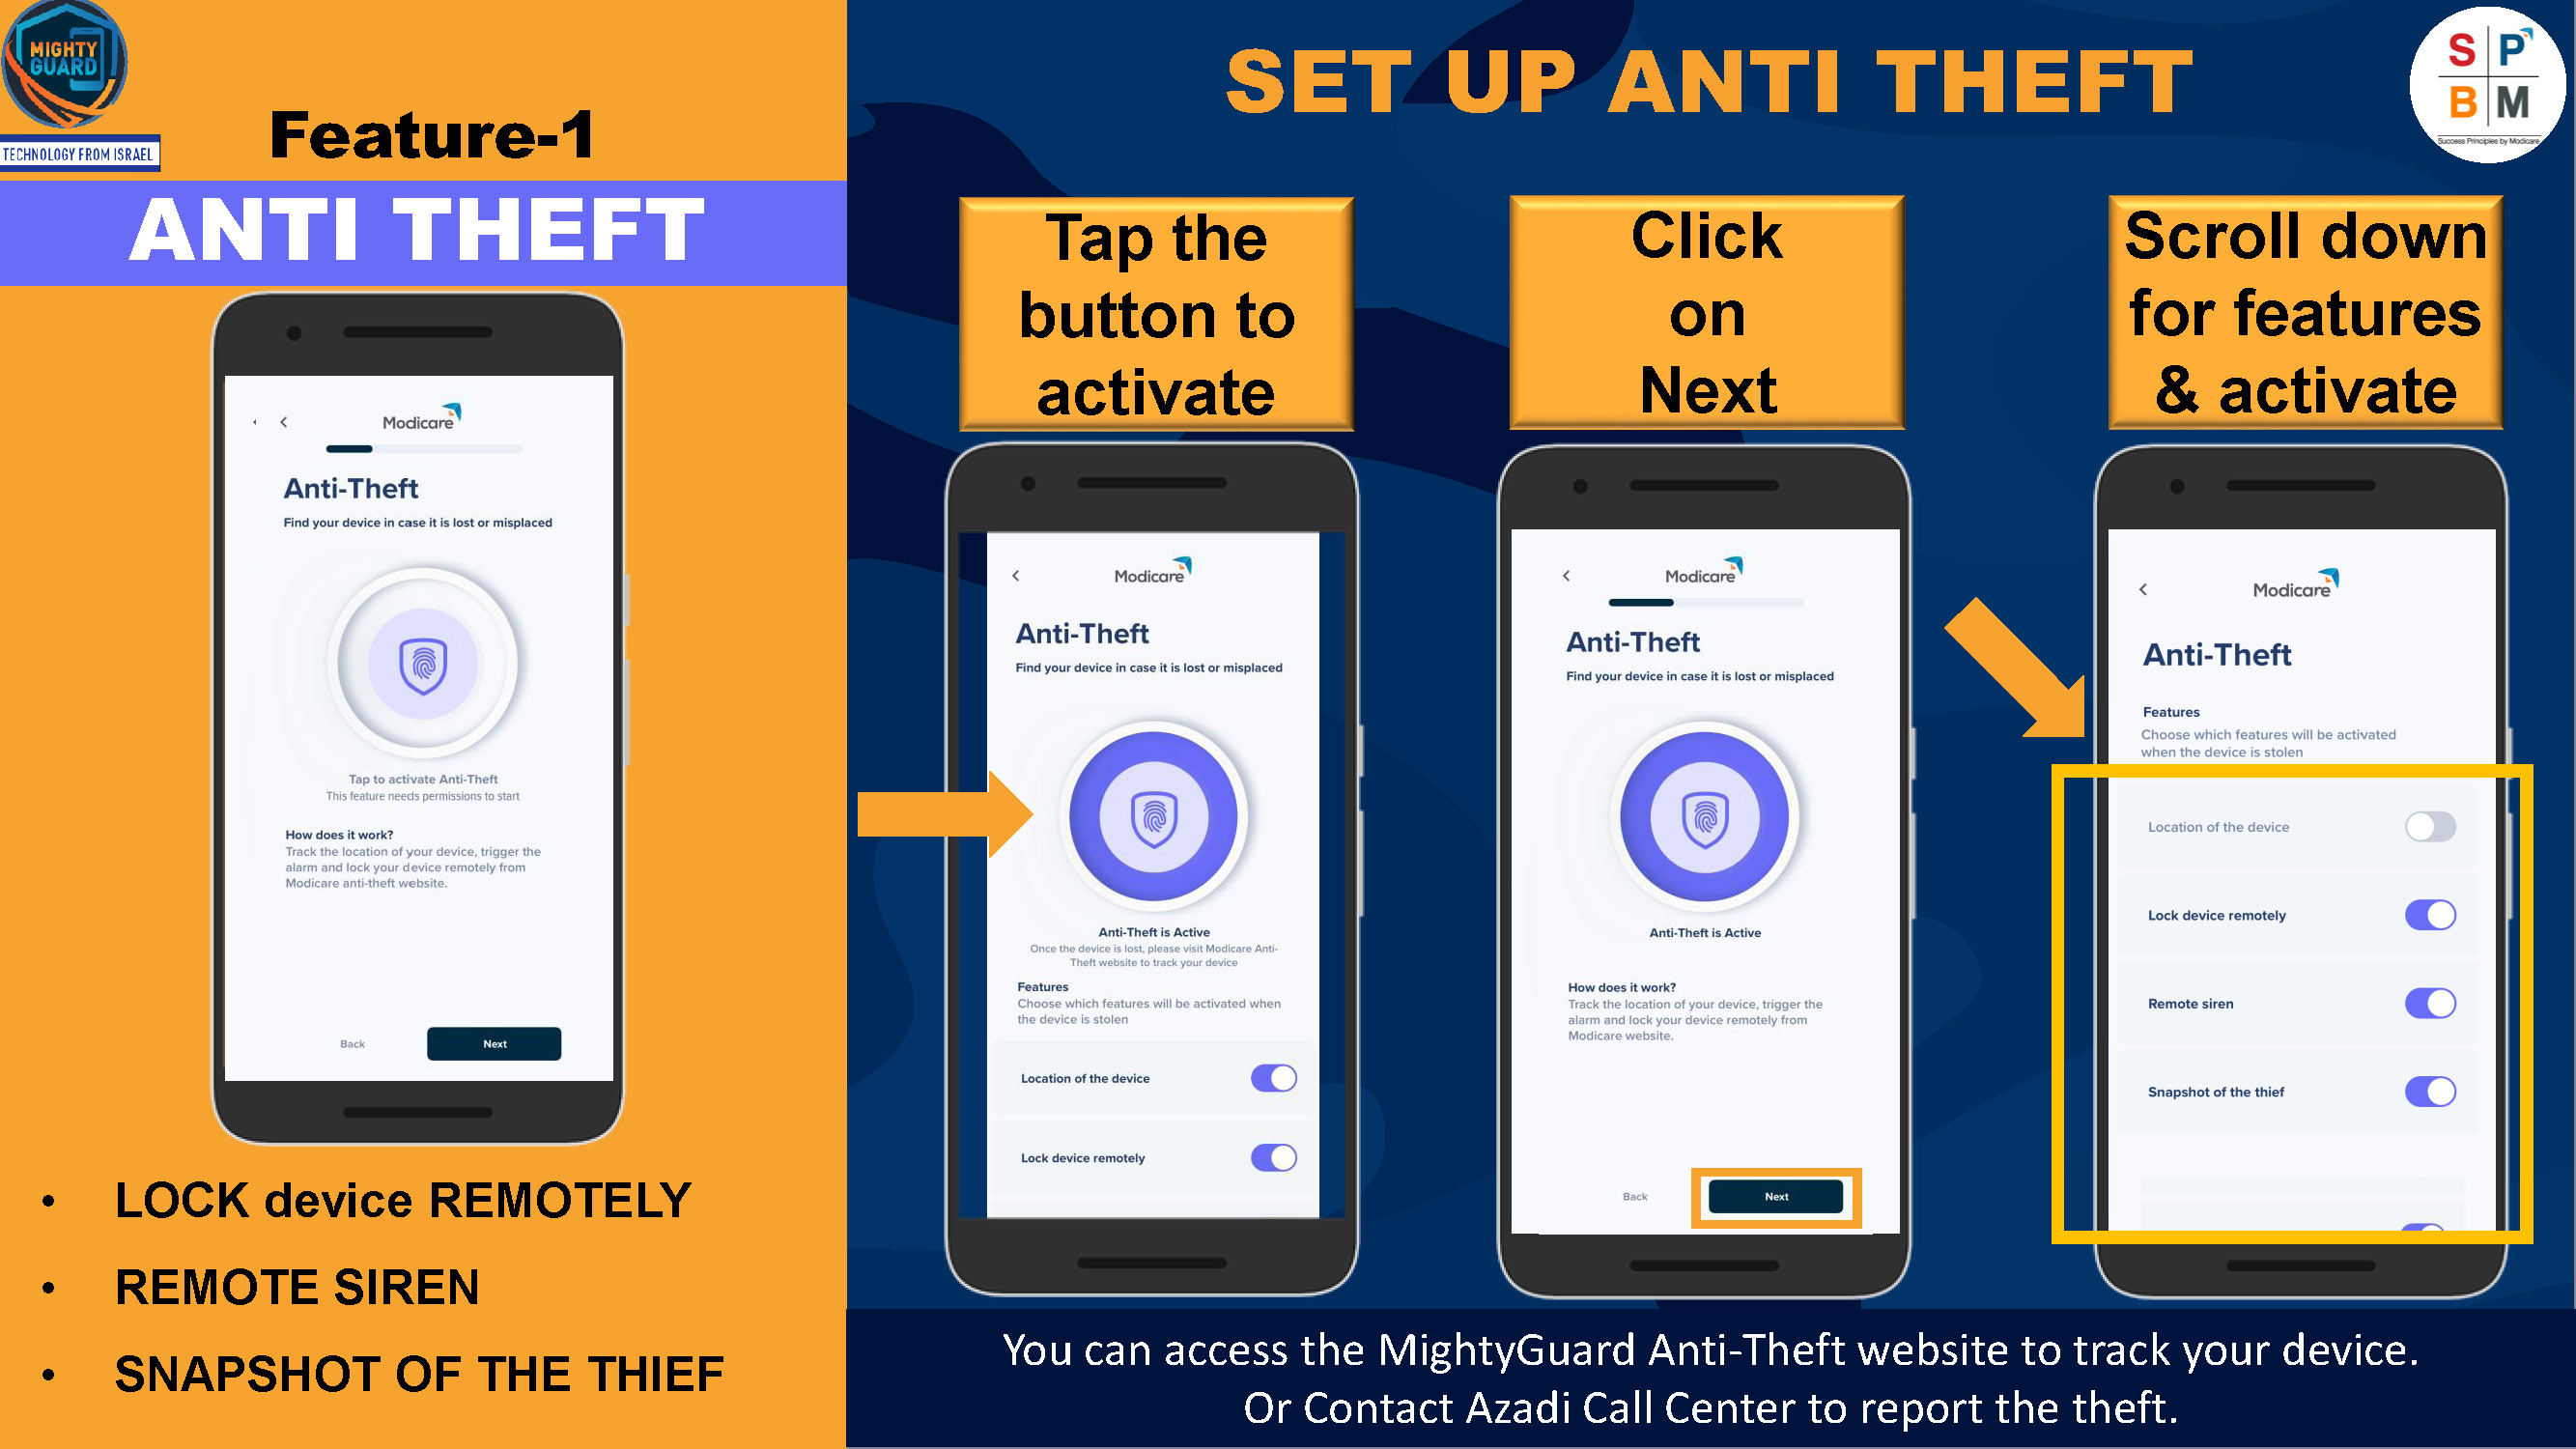 MIGHTY
GUARD
TECHNOLOGY FROM ISRAEL
Feature-1
ANTI THEFT
Modicare
Anti-Theft
Find your device in case it is lost or misplaced
Tap to activate Anti-Theft
This feature needs permissions to start
How does it work?
Track the location of your device, trigger the
alarm and lock your device remotely from
Modicare anti-theft website.
Back
Next
• LOCK device REMOTELY
• REMOTE SIREN
• SNAPSHOT OF THE THIEF
SET UP ANTI THEFT
S P
B M
Success Principles by Modicare
Tap the
button to
activate
Modicare
Anti-Theft
Find your device in case it is lost or misplaced
Anti-Theft is Active
Once the device is lost, please visit Modicare Anti-
Theft website to track your device
Features
Choose which features will be activated when
the device is stolen
Location of the device
Lock device remotely
Click
on
Next
Modicare
Anti-Theft
Find your device in case it is lost or misplaced
Anti-Theft is Active
How does it work?
Track the location of your device, trigger the
alarm and lock your device remotely from
Modicare website.
Back
Next
Scroll down
for features
& activate
Modicare
Anti-Theft
Features
Choose which features will be activated
when the device is stolen
Location of the device
Lock device remotely
Remote siren
Snapshot of the thief
You can access the MightyGuard Anti-Theft website to track your device.
Or Contact Azadi Call Center to report the theft.